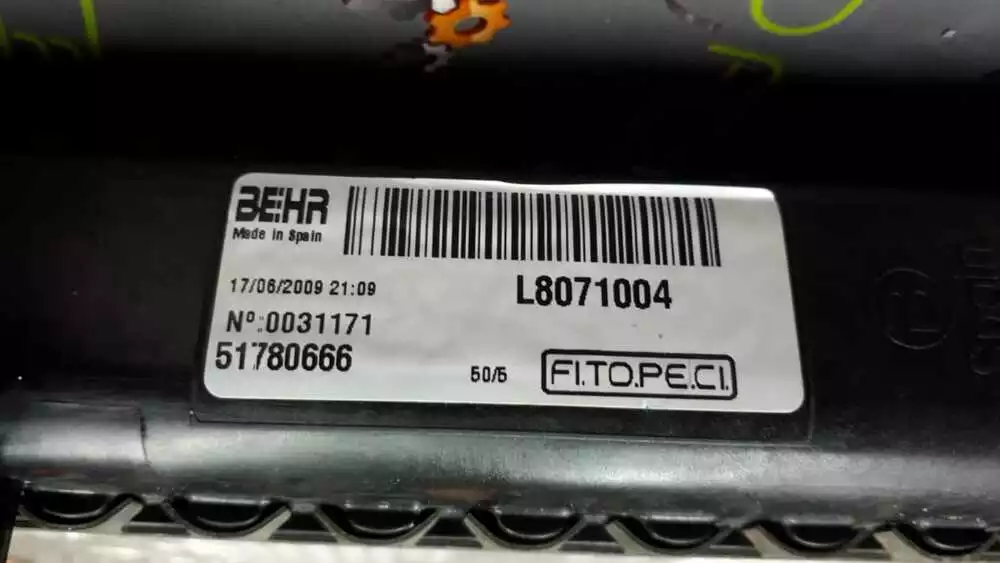 BEHR
Made in Spain
17/06/2009 21:09
L8071004
Nº:0031171
51780666
50/5
FI.TO.PE.CI.